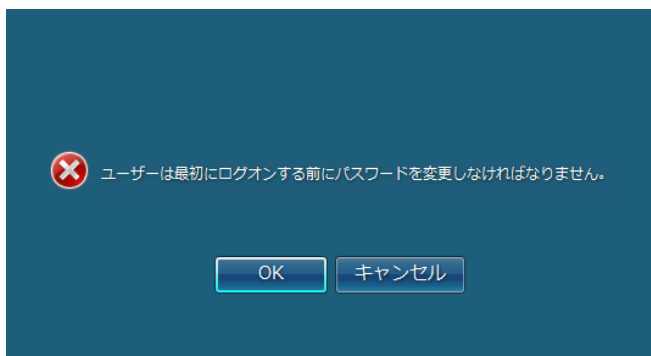 ユーザーは最初にログオンする前にパスワードを変更しなければなりません。
OK
キャンセル